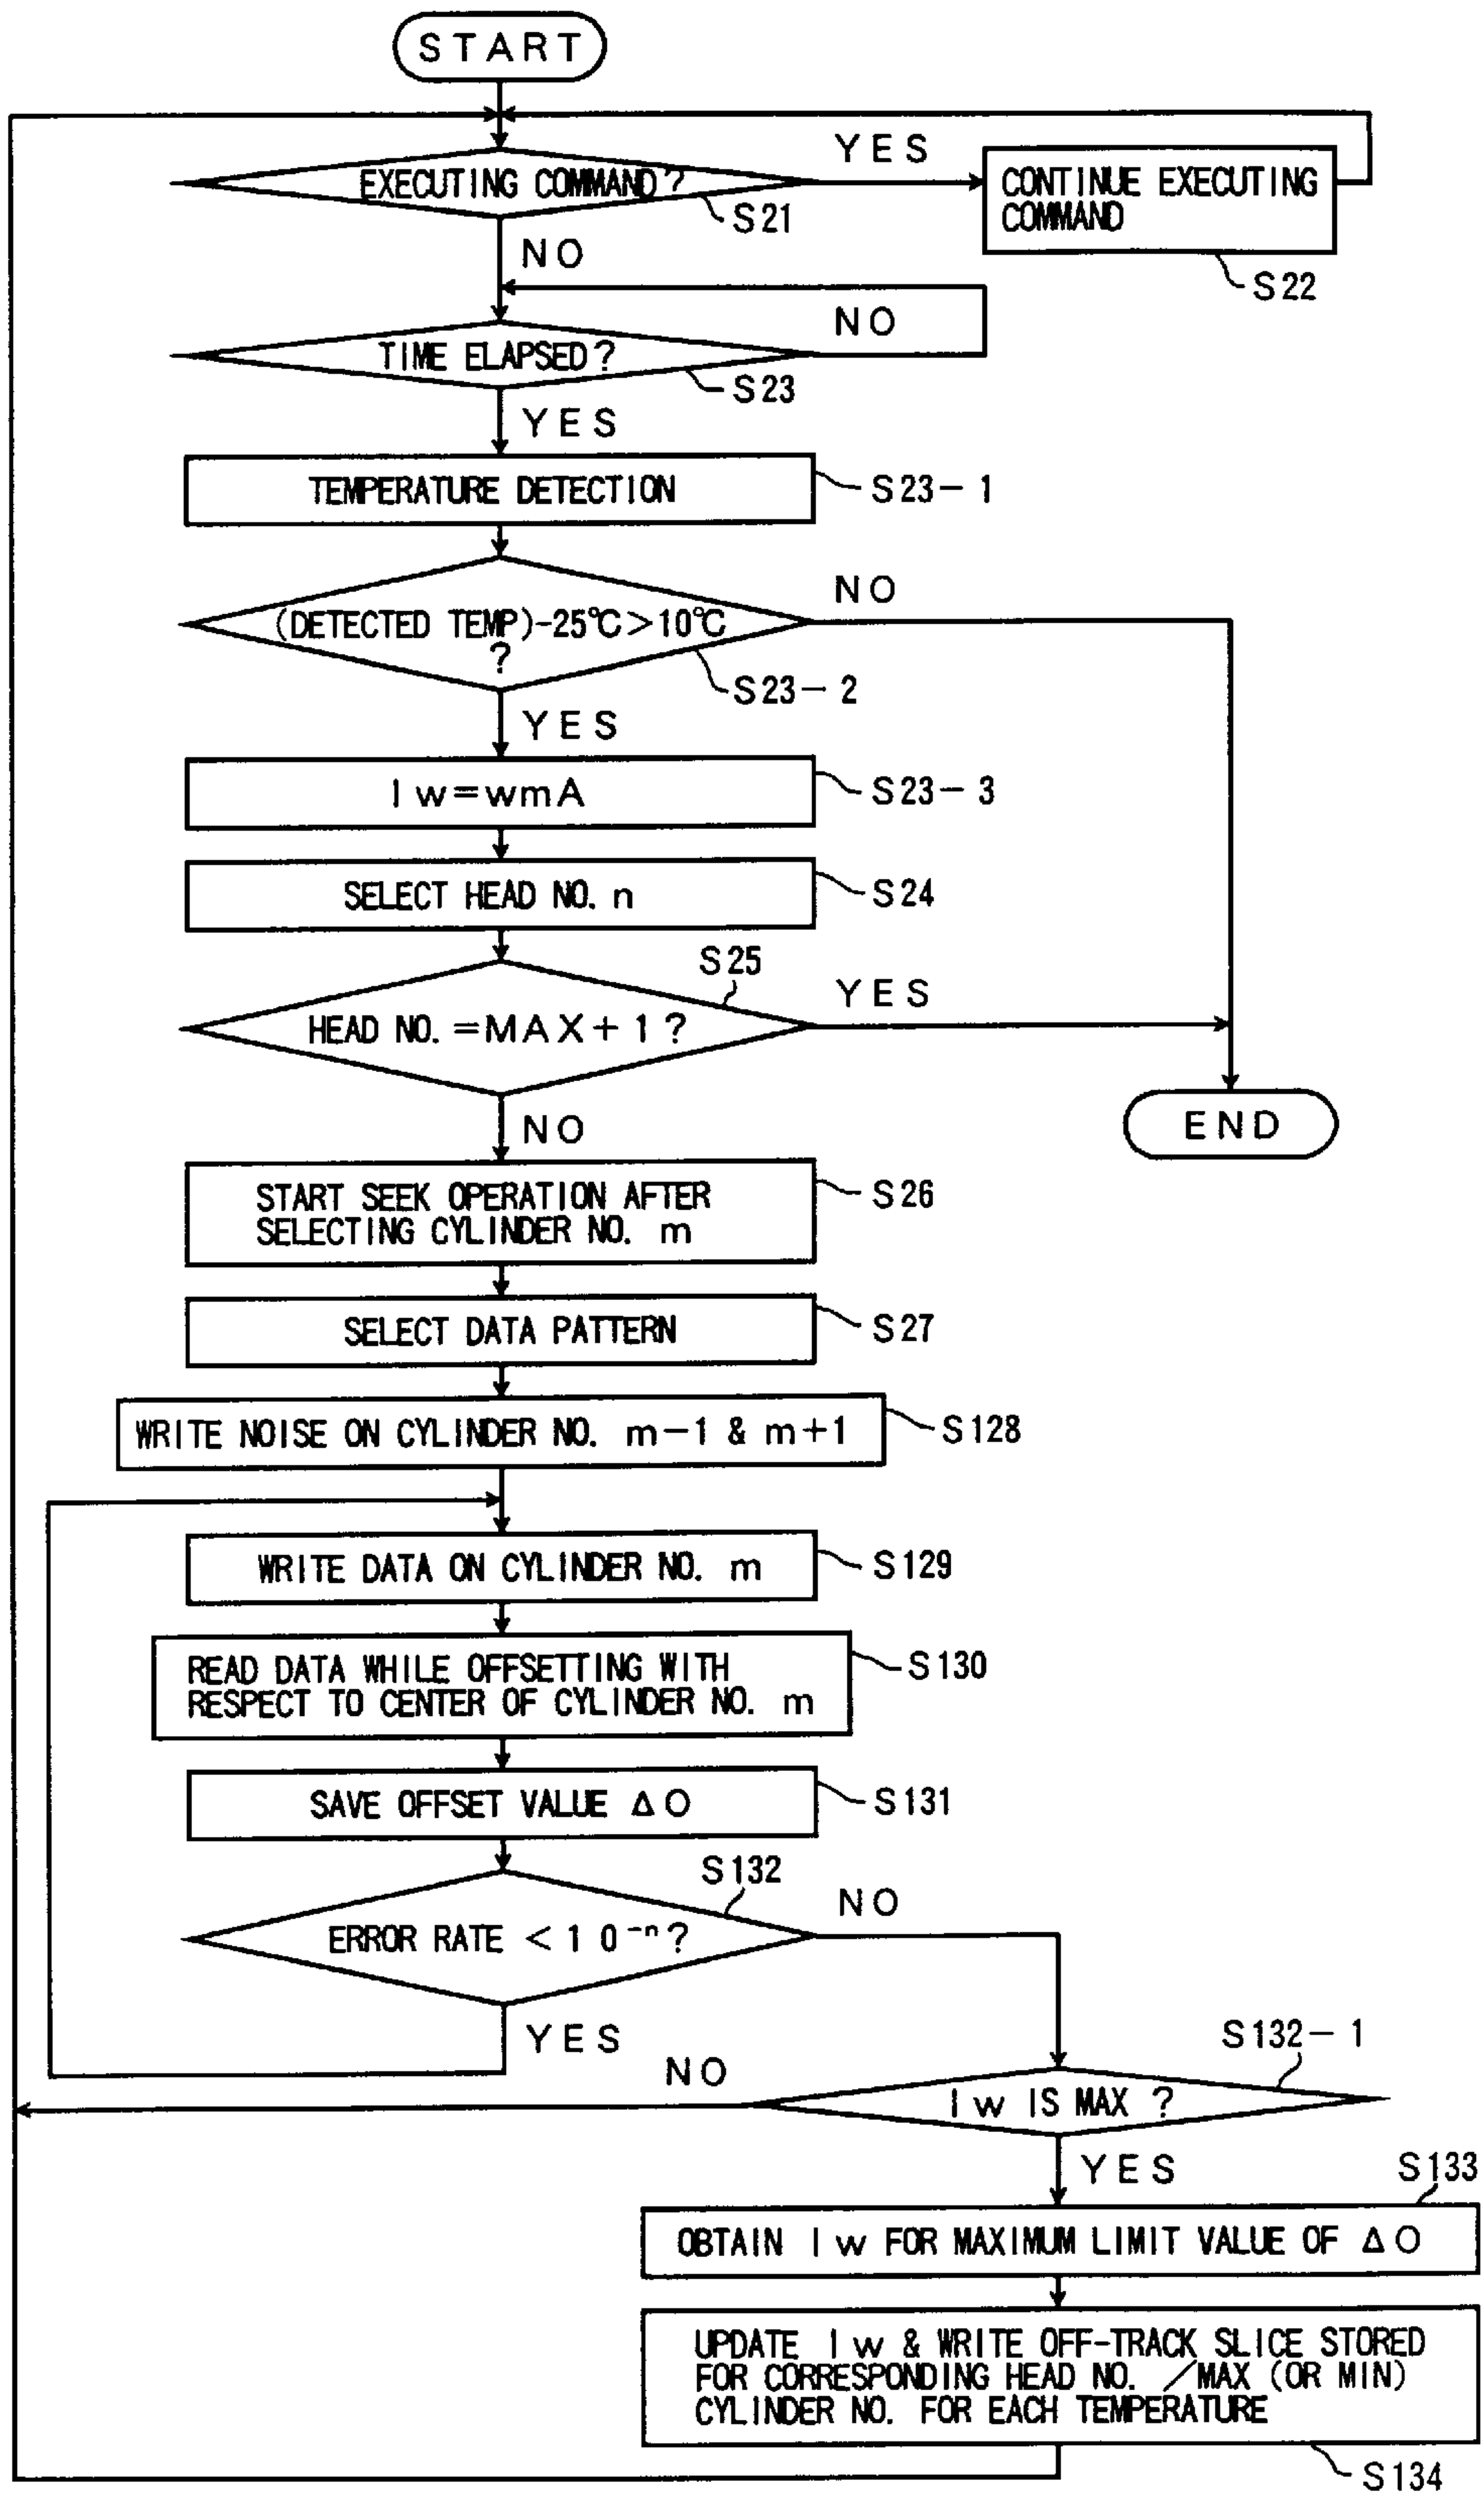 START
EXECUTING COMMAND?
S21
YES
CONTINUE EXECUTING
COMMAND
S22
NO
TIME ELAPSED?
S23
NO
YES
TEMPERATURE DETECTION
S23-1
(DETECTED TEMP)-25℃>10℃
?
S23-2
NO
YES
Iw=wmA
S23-3
SELECT HEAD NO. n
S24
S25
HEAD NO.=MAX+1?
YES
END
NO
START SEEK OPERATION AFTER
SELECTING CYLINDER NO. m
S26
SELECT DATA PATTERN
S27
WRITE NOISE ON CYLINDER NO. m-1 & m+1
S128
WRITE DATA ON CYLINDER NO. m
S129
READ DATA WHILE OFFSETTING WITH
RESPECT TO CENTER OF CYLINDER NO. m
S130
SAVE OFFSET VALUE ΔO
S131
S132
ERROR RATE < 10⁻ⁿ?
NO
YES
S132-1
NO
Iw IS MAX ?
YES
S133
OBTAIN Iw FOR MAXIMUM LIMIT VALUE OF ΔO
UPDATE Iw & WRITE OFF-TRACK SLICE STORED
FOR CORRESPONDING HEAD NO. /MAX (OR MIN)
CYLINDER NO. FOR EACH TEMPERATURE
S134